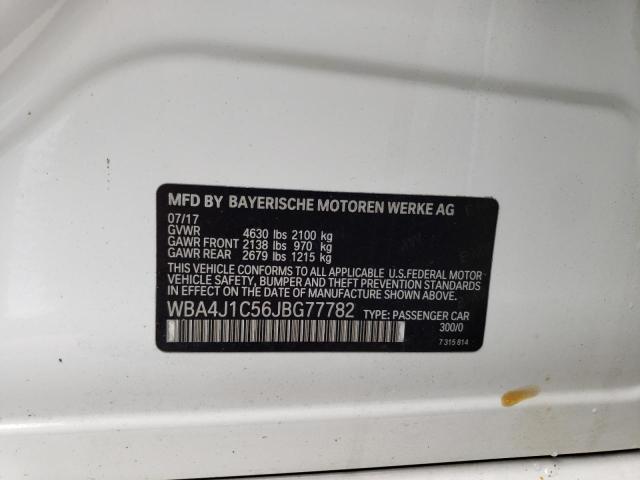 MFD BY BAYERISCHE MOTOREN WERKE AG
07/17
GVWR 4630 lbs 2100 kg
GAWR FRONT 2138 lbs 970 kg
GAWR REAR 2679 lbs 1215 kg
THIS VEHICLE CONFORMS TO ALL APPLICABLE U.S.FEDERAL MOTOR
VEHICLE SAFETY, BUMPER, AND THEFT PREVENTION STANDARDS
IN EFFECT ON THE DATE OF MANUFACTURE SHOWN ABOVE.
WBA4J1C56JBG77782 TYPE: PASSENGER CAR
300/0
7 315 814